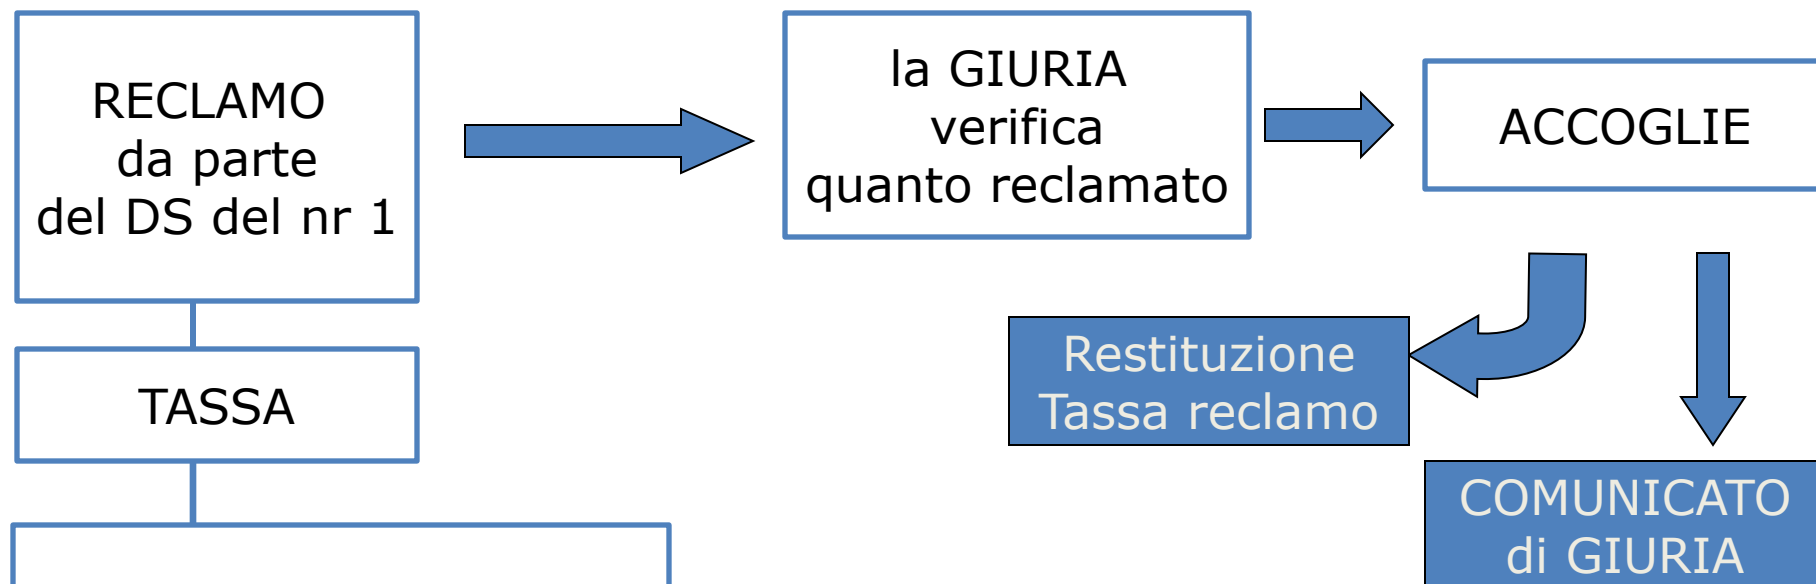 RECLAMO
da parte
del DS del nr 1
la GIURIA
verifica
quanto reclamato
ACCOGLIE
TASSA
Restituzione
Tassa reclamo
COMUNICATO
di GIURIA